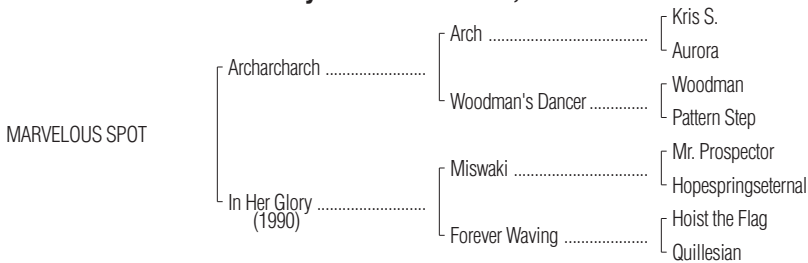 Kris S.
Arch ........................................
Aurora
Archarcharch .........................
Woodman
Woodman's Dancer ...............
Pattern Step
MARVELOUS SPOT
Mr. Prospector
Miswaki ..................................
Hopespringseternal
In Her Glory ...........................
(1990)
Hoist the Flag
Forever Waving .....................
Quillesian